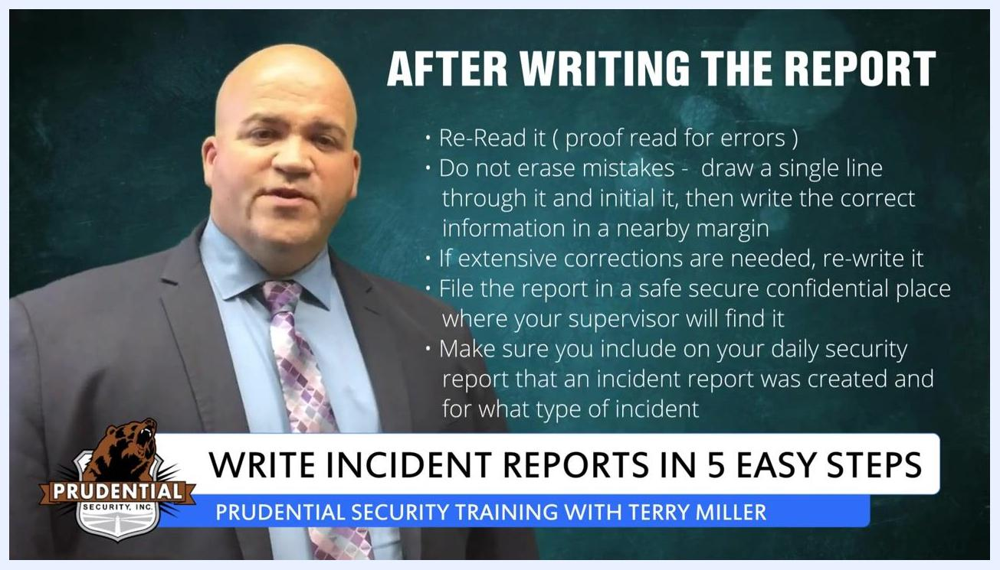 AFTER WRITING THE REPORT
• Re-Read it ( proof read for errors )
• Do not erase mistakes - draw a single line
through it and initial it, then write the correct
information in a nearby margin
• If extensive corrections are needed, re-write it
• File the report in a safe secure confidential place
where your supervisor will find it
• Make sure you include on your daily security
report that an incident report was created and
for what type of incident
WRITE INCIDENT REPORTS IN 5 EASY STEPS
PRUDENTIAL
SECURITY, INC.
PRUDENTIAL SECURITY TRAINING WITH TERRY MILLER